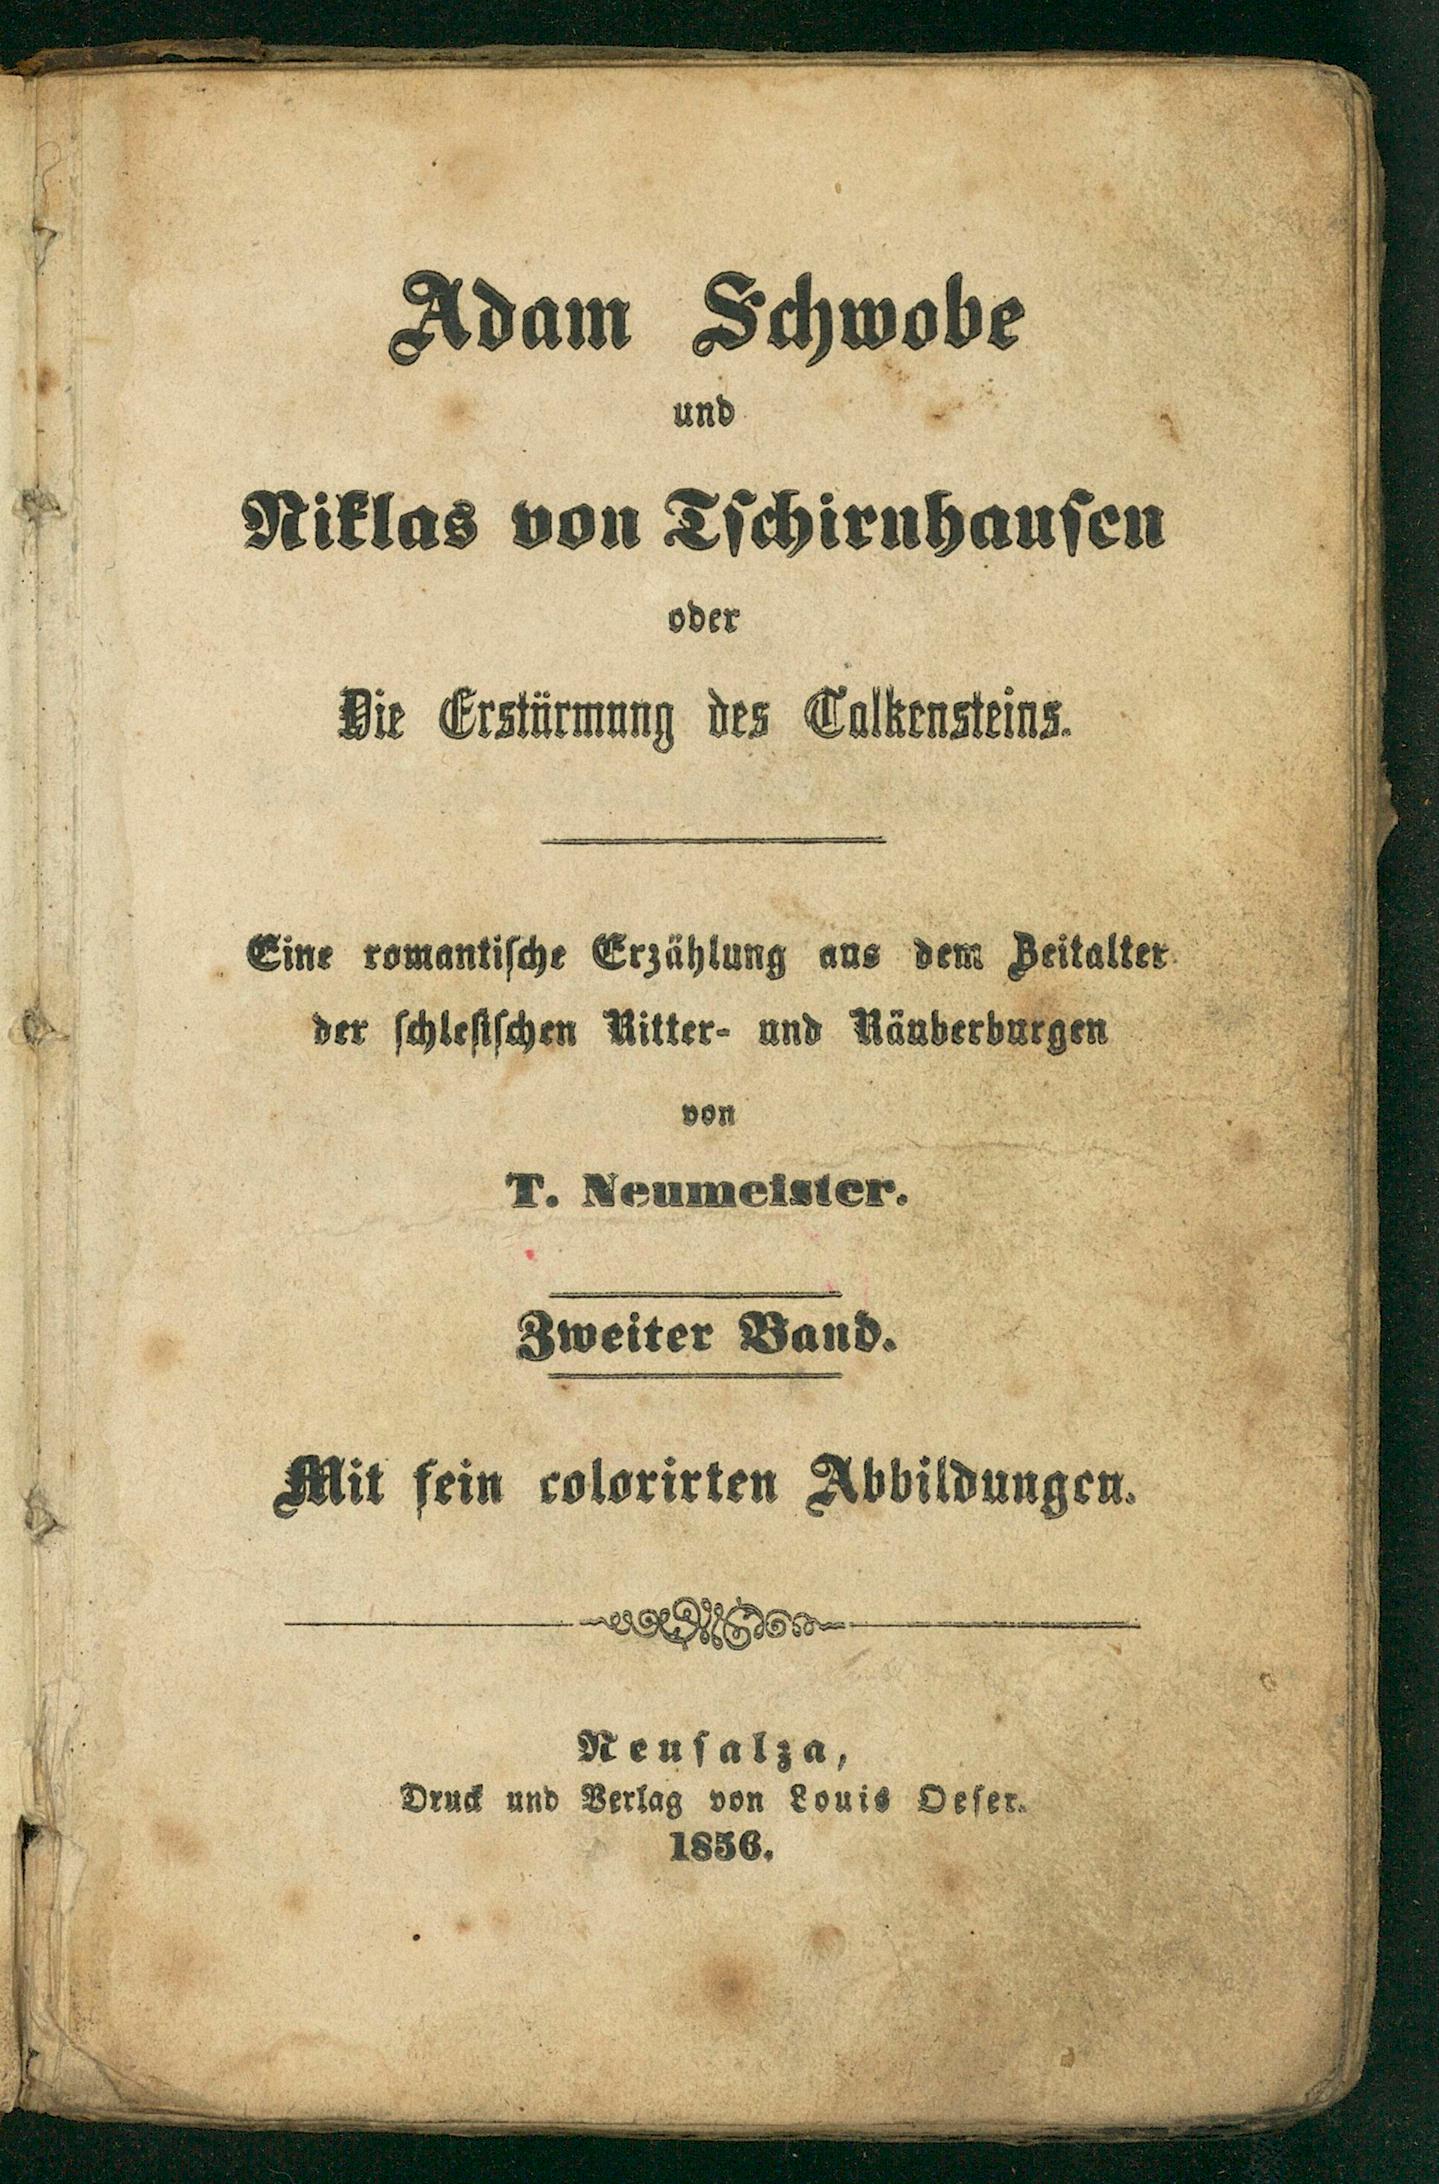 Adam Schwobe
und
Niklas von Tſchirnhauſen
oder
Die Erstürmung des Talkensteins.
Eine romantiſche Erzählung aus dem Zeitalter
der ſchleſiſchen Ritter- und Räuberburgen
von
T. Neumeister.
Zweiter Band.
Mit fein colorirten Abbildungen.
Neuſalza,
Druck und Verlag von Louis Oeſer.
1856.